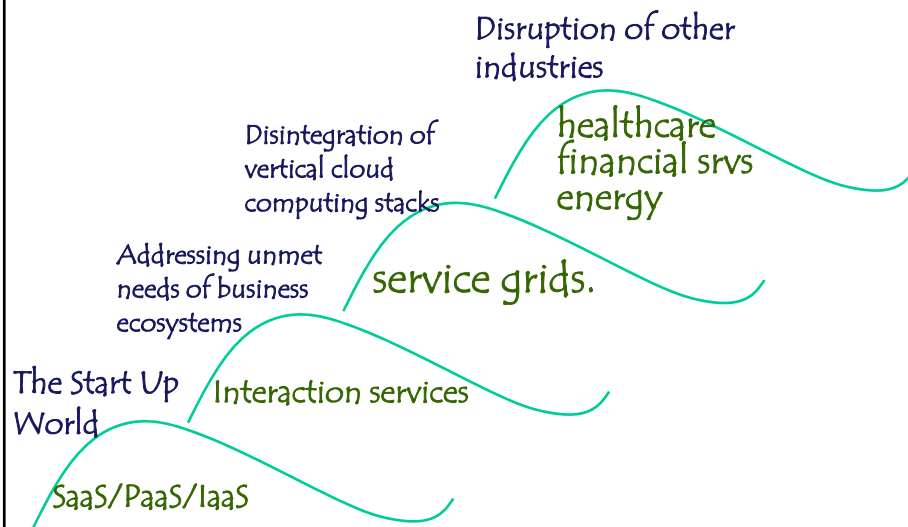 Disruption of other
industries
healthcare
financial srvs
energy
Disintegration of
vertical cloud
computing stacks
service grids.
Addressing unmet
needs of business
ecosystems
Interaction services
The Start Up
World
SaaS/PaaS/IaaS